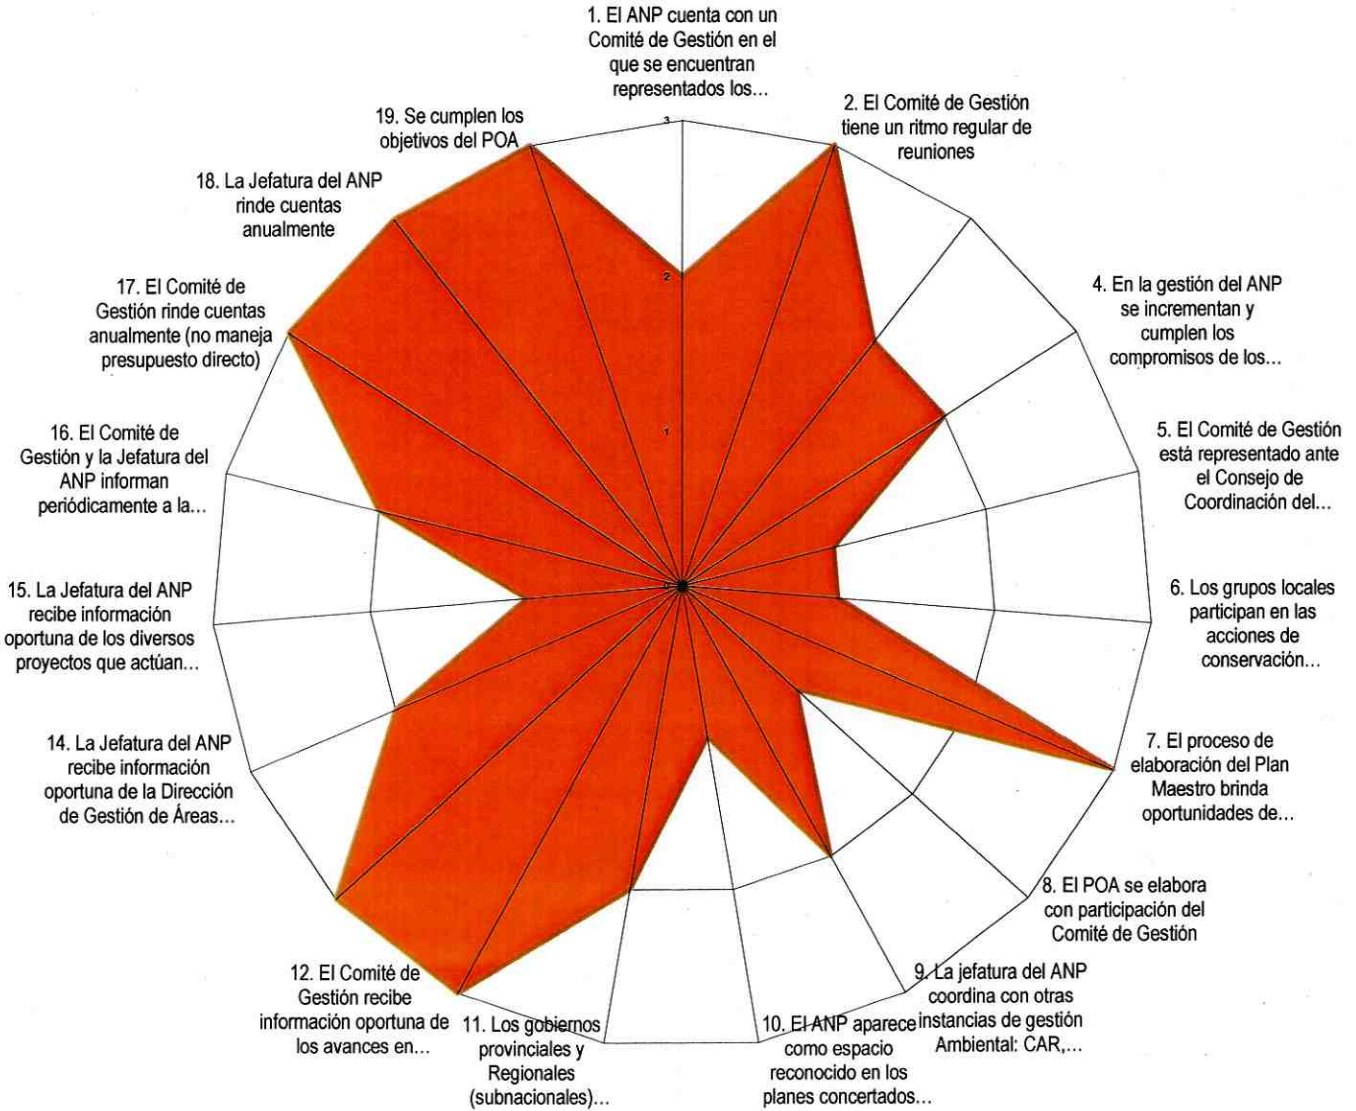 1. El ANP cuenta con un
Comité de Gestión en el
que se encuentran
representados los...
2. El Comité de Gestión
tiene un ritmo regular de
reuniones
4. En la gestión del ANP
se incrementan y
cumplen los
compromisos de los...
5. El Comité de Gestión
está representado ante
el Consejo de
Coordinación del...
6. Los grupos locales
participan en las
acciones de
conservación...
7. El proceso de
elaboración del Plan
Maestro brinda
oportunidades de...
8. El POA se elabora
con participación del
Comité de Gestión
9. La jefatura del ANP
coordina con otras
instancias de gestión
Ambiental: CAR,...
10. El ANP aparece
como espacio
reconocido en los
planes concertados...
11. Los gobiernos
provinciales y
Regionales
(subnacionales)...
12. El Comité de
Gestión recibe
información oportuna de
los avances en...
14. La Jefatura del ANP
recibe información
oportuna de la Dirección
de Gestión de Áreas...
15. La Jefatura del ANP
recibe información
oportuna de los diversos
proyectos que actúan...
16. El Comité de
Gestión y la Jefatura del
ANP informan
periódicamente a la...
17. El Comité de
Gestión rinde cuentas
anualmente (no maneja
presupuesto directo)
18. La Jefatura del ANP
rinde cuentas
anualmente
19. Se cumplen los
objetivos del POA
3
2
1
0